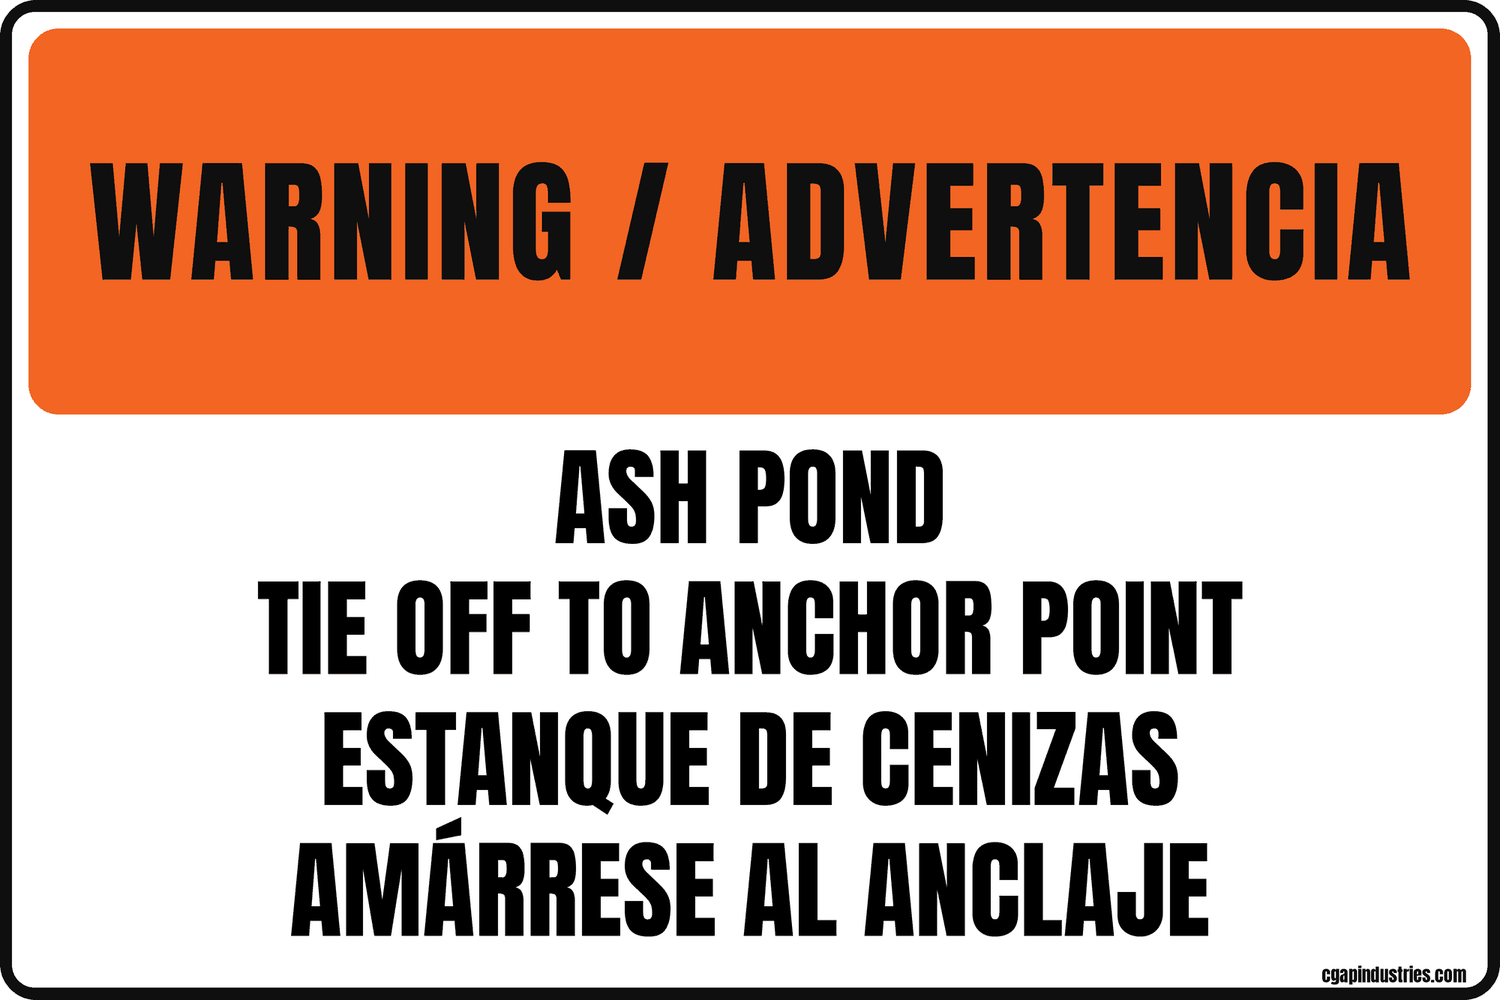 WARNING / ADVERTENCIA
ASH POND
TIE OFF TO ANCHOR POINT
ESTANQUE DE CENIZAS
AMÁRRESE AL ANCLAJE
cgapindustries.com